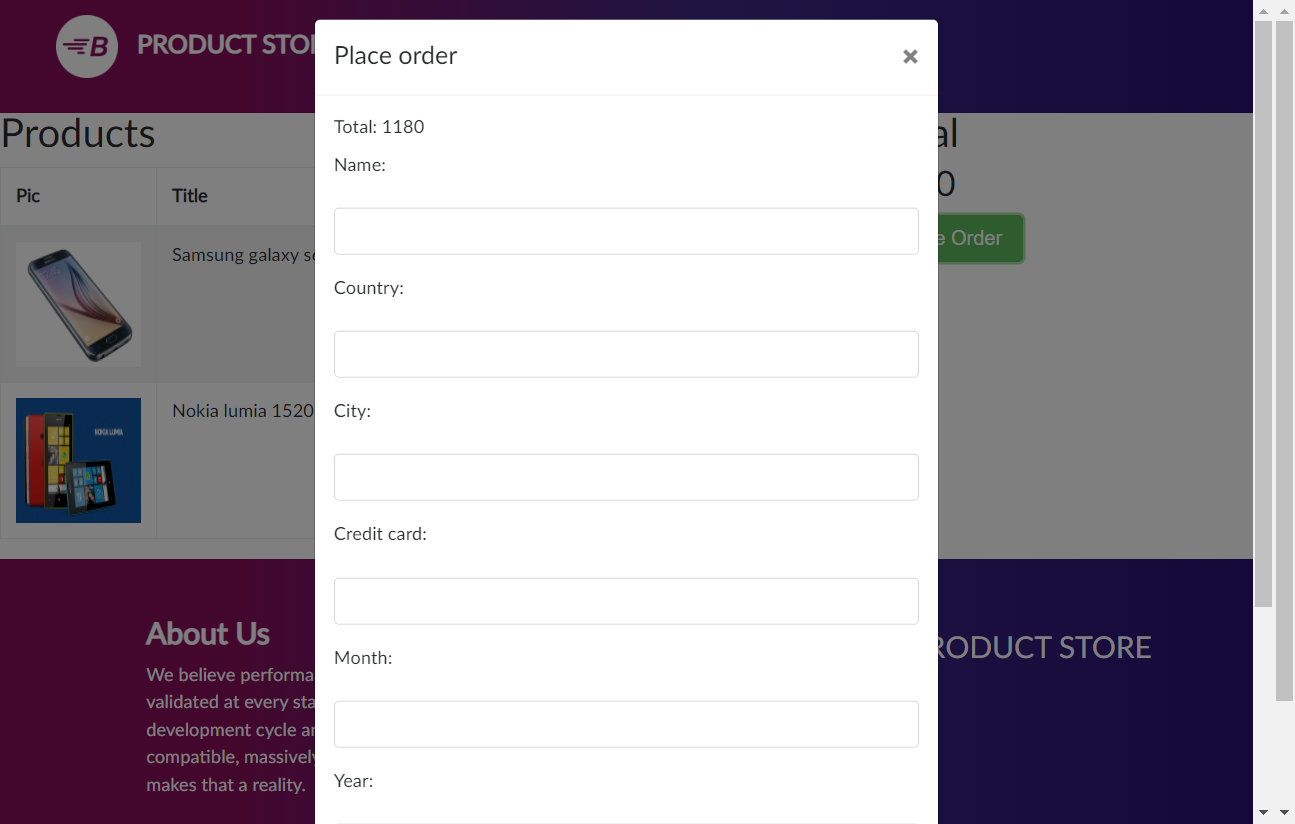 B PRODUCT STO
Place order
×
Total: 1180
Name:
Country:
City:
Credit card:
Month:
Year:
Products
Pic
Title
Samsung galaxy s
NOKIA LUMIA
Nokia lumia 1520
al
0
e Order
About Us
We believe performa
validated at every sta
development cycle a
compatible, massively
makes that a reality.
RODUCT STORE